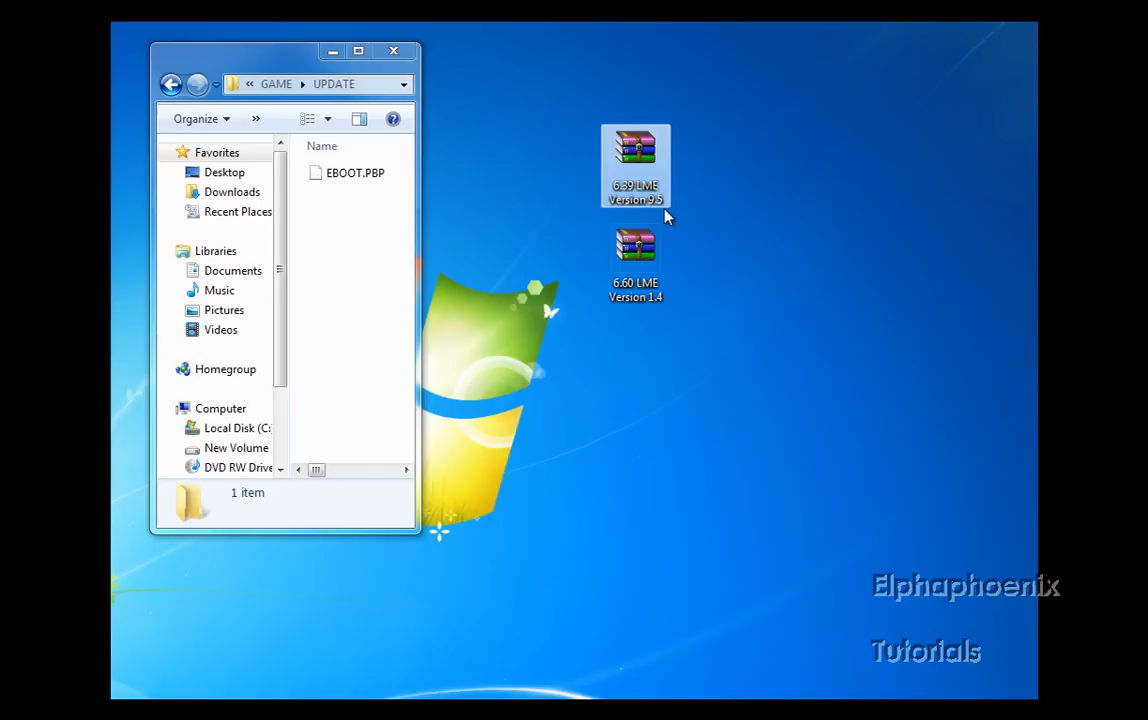 « GAME UPDATE
Organize »
Favorites
Desktop
Downloads
Recent Places
Libraries
Documents
Music
Pictures
Videos
Homegroup
Computer
Local Disk (C:
New Volume
DVD RW Drive
Name
EBOOT.PBP
1 item
6.39 LME
Version 9.5
6.60 LME
Version 1.4
Elphaphoenix
Tutorials